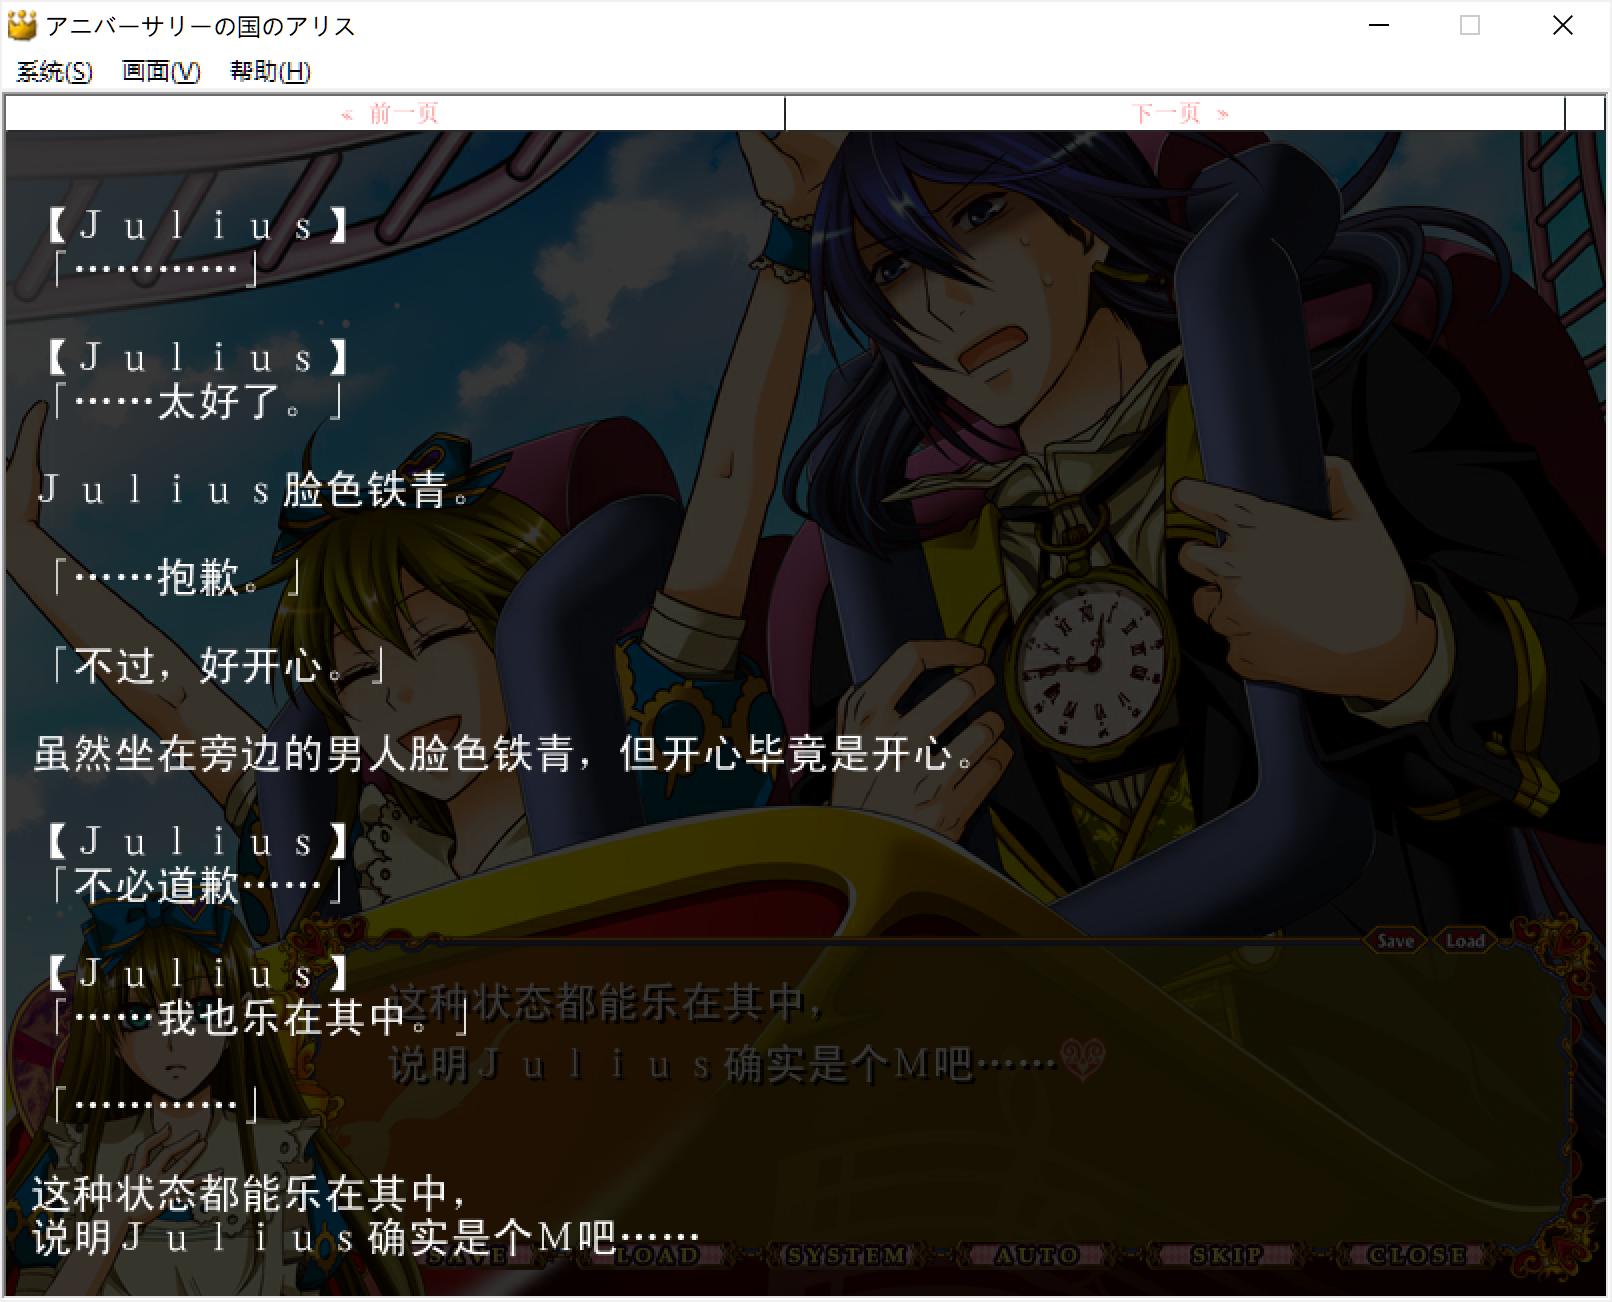 アニバーサリーの国のアリス
系统(S) 画面(V) 帮助(H)
« 前一页 下一页 »
【Ｊｕｌｉｕｓ】
「…………」
【Ｊｕｌｉｕｓ】
「……太好了。」
Ｊｕｌｉｕｓ脸色铁青。
「……抱歉。」
「不过，好开心。」
虽然坐在旁边的男人脸色铁青，但开心毕竟是开心。
【Ｊｕｌｉｕｓ】
「不必道歉……」
【Ｊｕｌｉｕｓ】
「……我也乐在其中。」
「…………」
这种状态都能乐在其中，
说明Ｊｕｌｉｕｓ确实是个Ｍ吧……
Save Load
这种状态都能乐在其中，
说明Ｊｕｌｉｕｓ确实是个Ｍ吧……
SAVE LOAD SYSTEM AUTO SKIP CLOSE